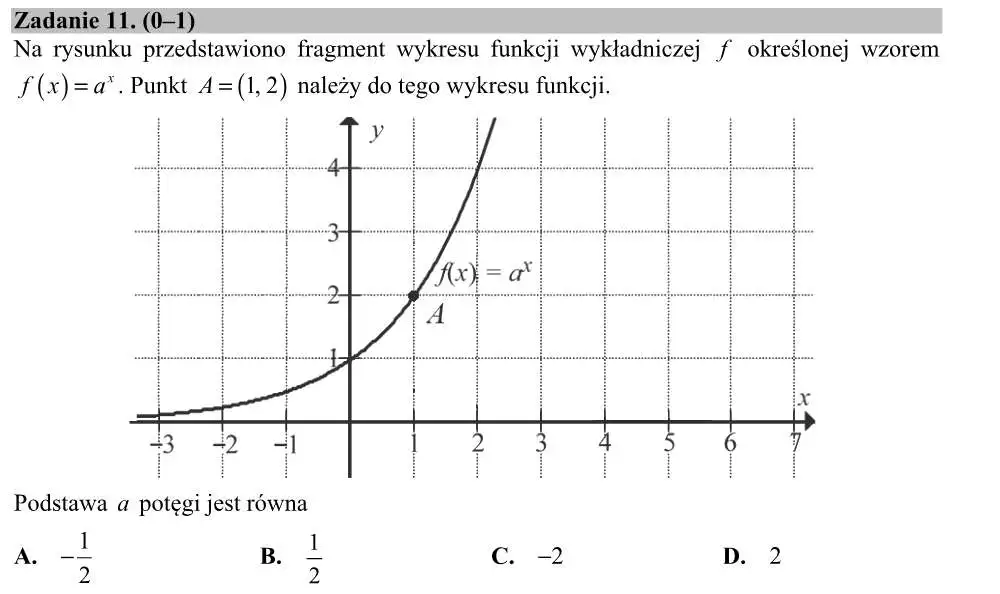 Zadanie 11. (0–1)
Na rysunku przedstawiono fragment wykresu funkcji wykładniczej f określonej wzorem
f(x) = aˣ. Punkt A = (1, 2) należy do tego wykresu funkcji.
y
4
3
f(x) = aˣ
2
A
1
x
–3 –2 –1 1 2 3 4 5 6 7
Podstawa a potęgi jest równa
A. –1/2 B. 1/2 C. –2 D. 2